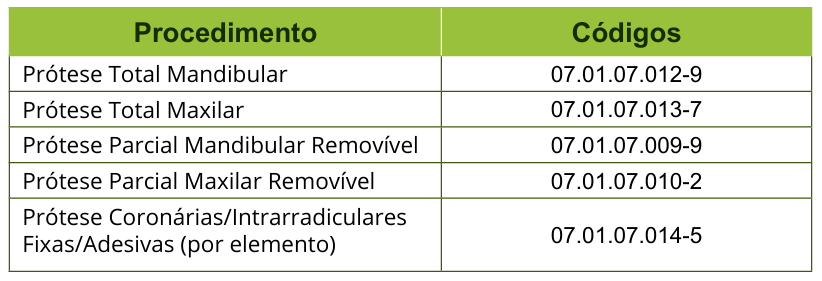 Procedimento Códigos
Prótese Total Mandibular 07.01.07.012-9
Prótese Total Maxilar 07.01.07.013-7
Prótese Parcial Mandibular Removível 07.01.07.009-9
Prótese Parcial Maxilar Removível 07.01.07.010-2
Prótese Coronárias/Intrarradiculares
Fixas/Adesivas (por elemento) 07.01.07.014-5